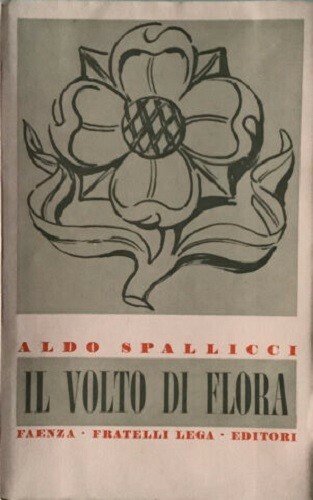 ALDO SPALLICCI
IL VOLTO DI FLORA
FAENZA · FRATELLI LEGA · EDITORI